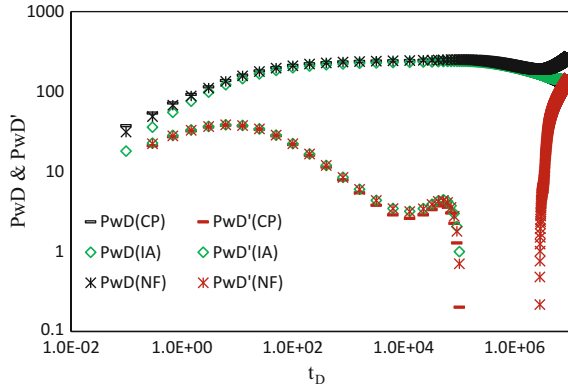 1000
100
10
1
0.1
PwD & PwD'
PwD(CP) PwD'(CP)
PwD(IA) PwD'(IA)
PwD(NF) PwD'(NF)
1.0E-02 1.0E+00 1.0E+02 1.0E+04 1.0E+06
tD